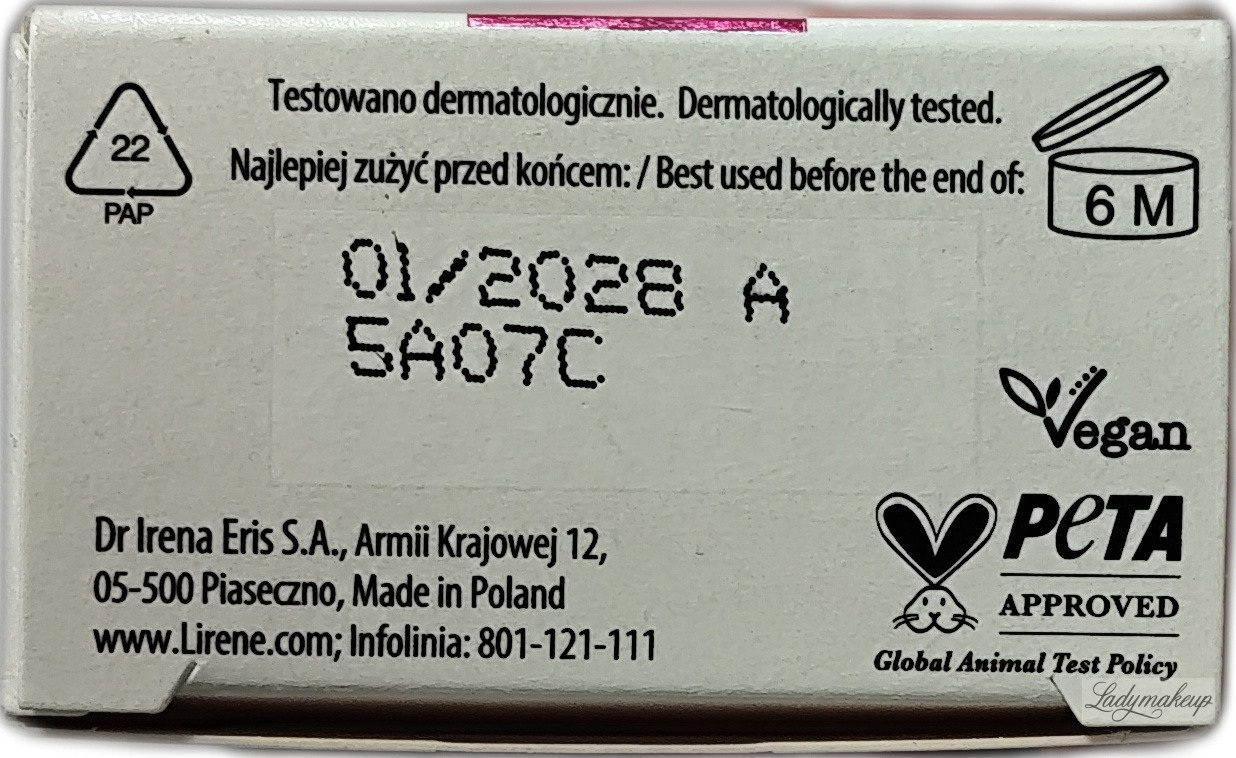 22
PAP
Testowano dermatologicznie. Dermatologically tested.
Najlepiej zużyć przed końcem: / Best used before the end of:
6 M
01/2028 A
5A07C
Vegan
PeTA
APPROVED
Global Animal Test Policy
Dr Irena Eris S.A., Armii Krajowej 12,
05-500 Piaseczno, Made in Poland
www.Lirene.com; Infolinia: 801-121-111
Ladymakeup